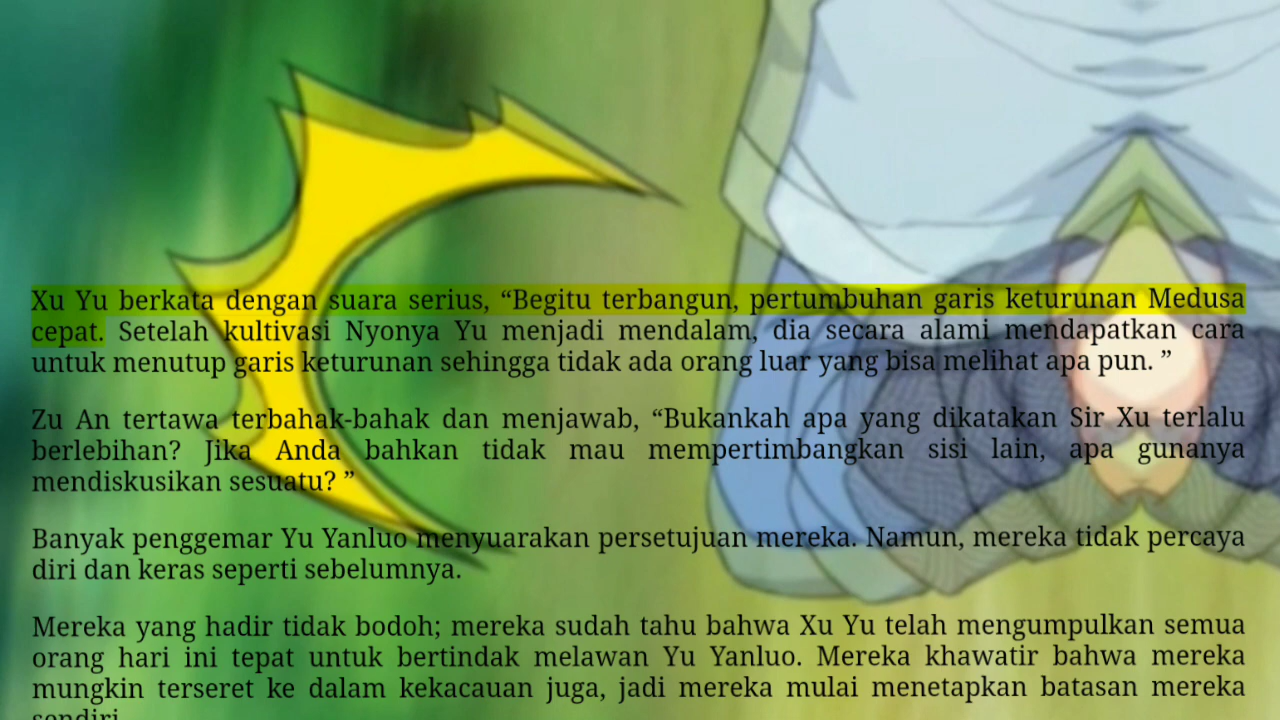 Xu Yu berkata dengan suara serius, “Begitu terbangun, pertumbuhan garis keturunan Medusa
cepat. Setelah kultivasi Nyonya Yu menjadi mendalam, dia secara alami mendapatkan cara
untuk menutup garis keturunan sehingga tidak ada orang luar yang bisa melihat apa pun. ”
Zu An tertawa terbahak-bahak dan menjawab, “Bukankah apa yang dikatakan Sir Xu terlalu
berlebihan? Jika Anda bahkan tidak mau mempertimbangkan sisi lain, apa gunanya
mendiskusikan sesuatu? ”
Banyak penggemar Yu Yanluo menyuarakan persetujuan mereka. Namun, mereka tidak percaya
diri dan keras seperti sebelumnya.
Mereka yang hadir tidak bodoh; mereka sudah tahu bahwa Xu Yu telah mengumpulkan semua
orang hari ini tepat untuk bertindak melawan Yu Yanluo. Mereka khawatir bahwa mereka
mungkin terseret ke dalam kekacauan juga, jadi mereka mulai menetapkan batasan mereka
sendiri.